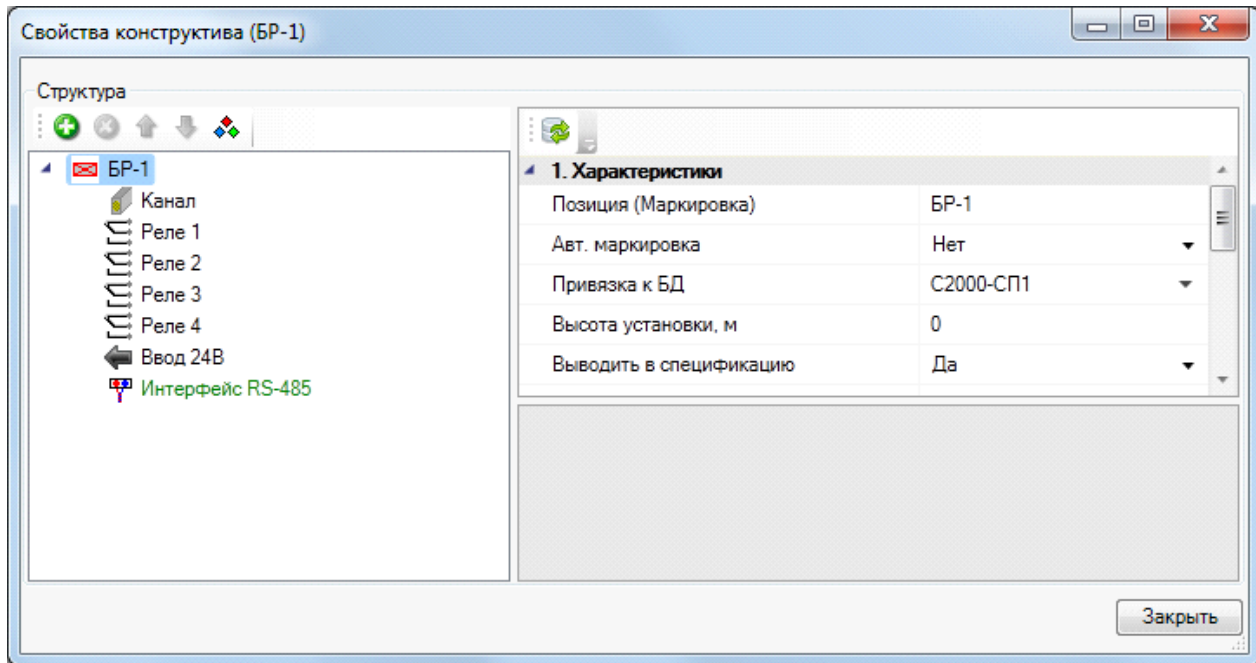 Свойства конструктива (БР-1)
Структура
БР-1
Канал
Реле 1
Реле 2
Реле 3
Реле 4
Ввод 24В
Интерфейс RS-485
1. Характеристики
Позиция (Маркировка) БР-1
Авт. маркировка Нет
Привязка к БД С2000-СП1
Высота установки, м 0
Выводить в спецификацию Да
Закрыть